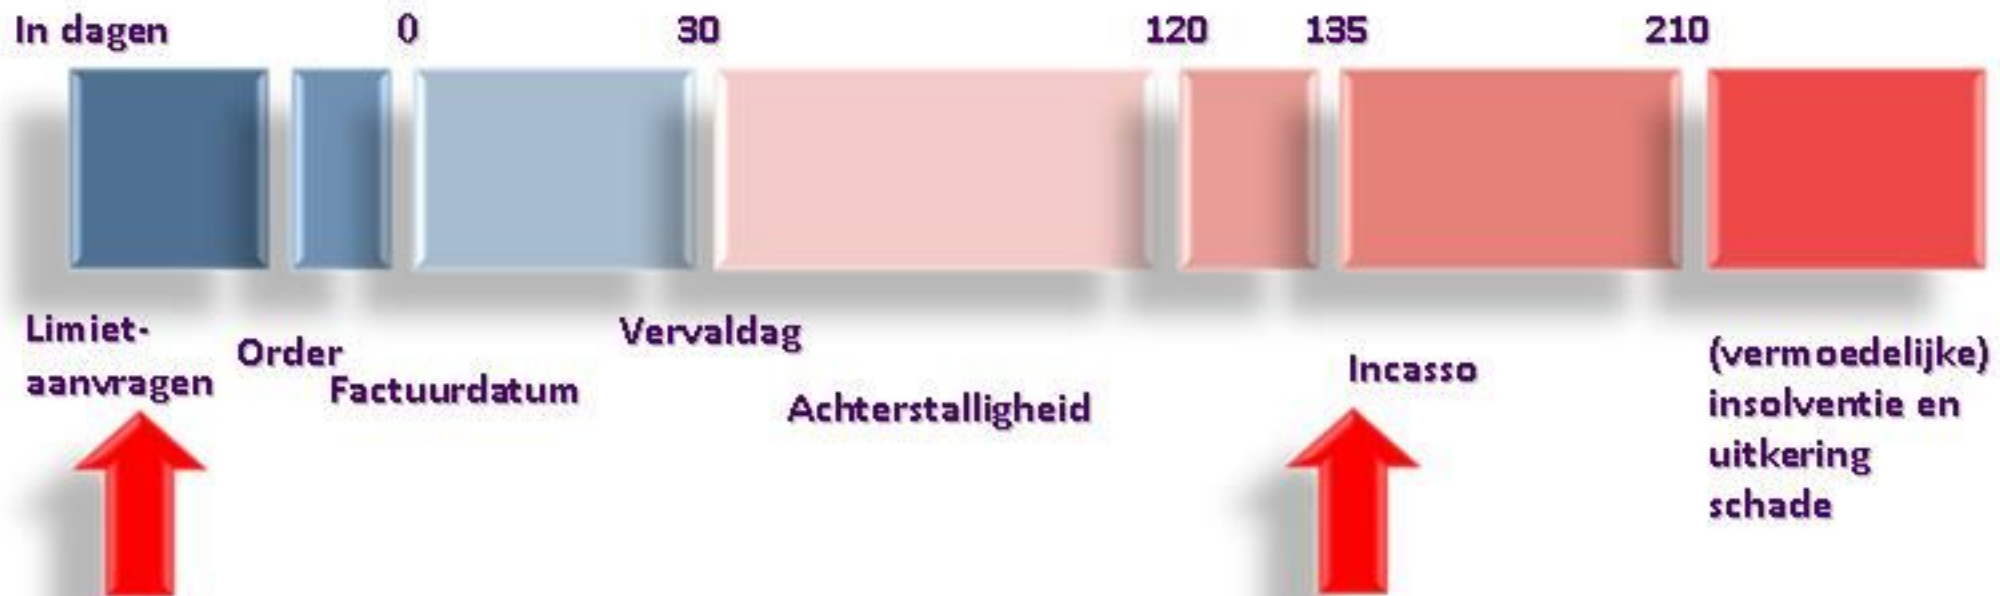 In dagen 0 30 120 135 210
Limiet-
aanvragen
Order
Factuurdatum
Vervaldag
Achterstalligheid
Incasso
(vermoedelijke)
insolventie en
uitkering
schade